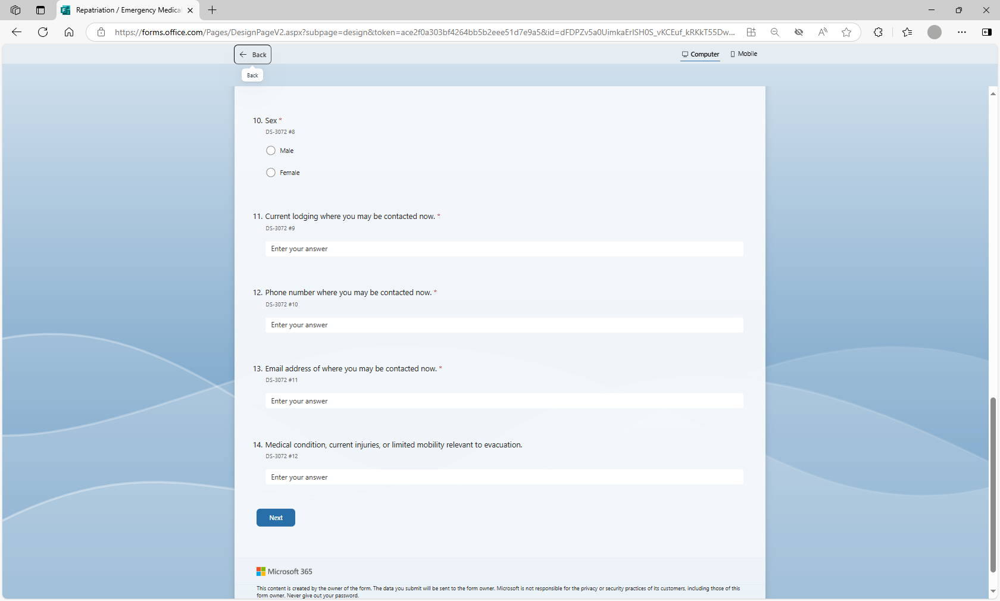 Repatriation / Emergency Medical
https://forms.office.com/Pages/DesignPageV2.aspx?subpage=design&token=ace2f0a303bf4264bb5b2eee51d7e9a5&id=dFDPZv5a0UimkaErISH0S_vKCEuf_kRKkT55Dw...
Back
Computer
Mobile
Back
10. Sex *
DS-3072 #8
Male
Female
11. Current lodging where you may be contacted now. *
DS-3072 #9
Enter your answer
12. Phone number where you may be contacted now. *
DS-3072 #10
Enter your answer
13. Email address of where you may be contacted now. *
DS-3072 #11
Enter your answer
14. Medical condition, current injuries, or limited mobility relevant to evacuation.
DS-3072 #12
Enter your answer
Next
Microsoft 365
This content is created by the owner of the form. The data you submit will be sent to the form owner. Microsoft is not responsible for the privacy or security practices of its customers, including those of this
form owner. Never give out your password.